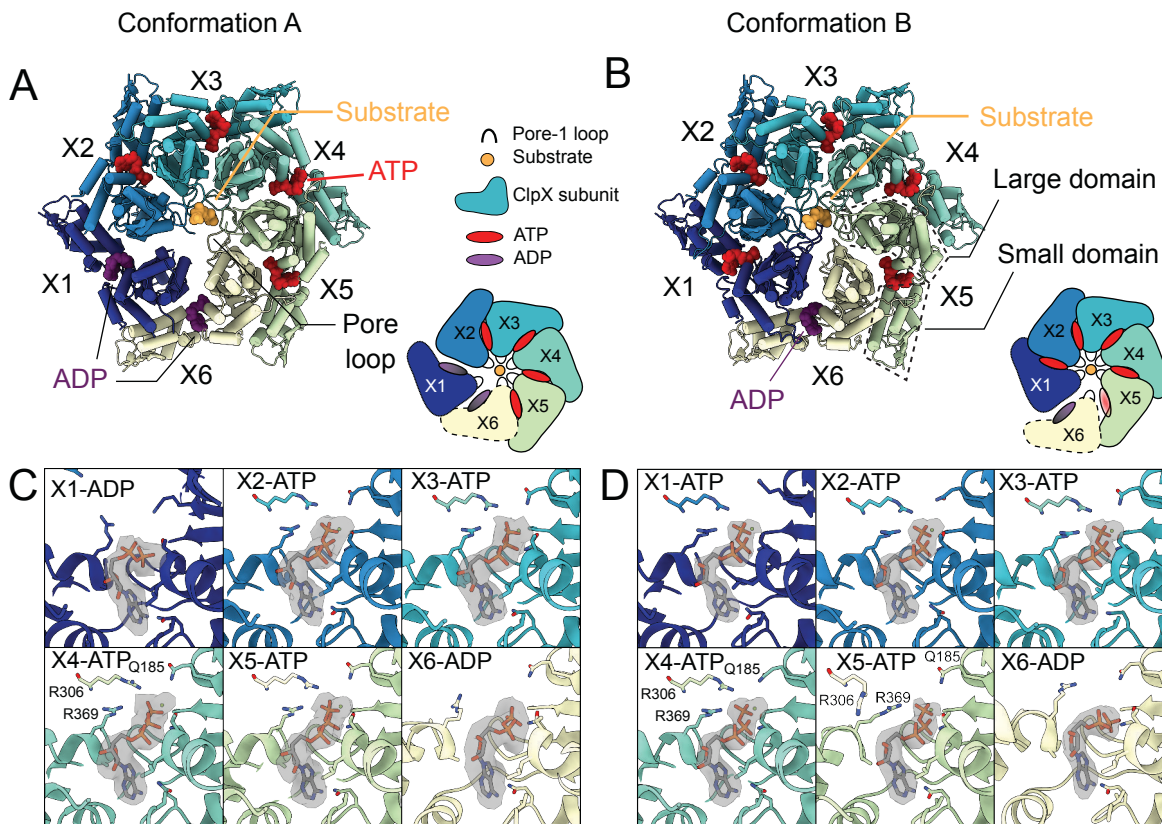 Conformation A
Conformation B
A
X3
Substrate
X2
X4
ATP
X1
X5
Pore
loop
ADP
X6
Pore-1 loop
Substrate
ClpX subunit
ATP
ADP
X2
X3
X4
X1
X5
X6
B
X3
Substrate
X2
X4
Large domain
Small domain
X1
X5
X6
ADP
X2
X3
X4
X1
X5
X6
C
X1-ADP
X2-ATP
X3-ATP
X4-ATP
Q185
R306
R369
X5-ATP
X6-ADP
D
X1-ATP
X2-ATP
X3-ATP
X4-ATP
Q185
R306
R369
X5-ATP
Q185
R306
R369
X6-ADP